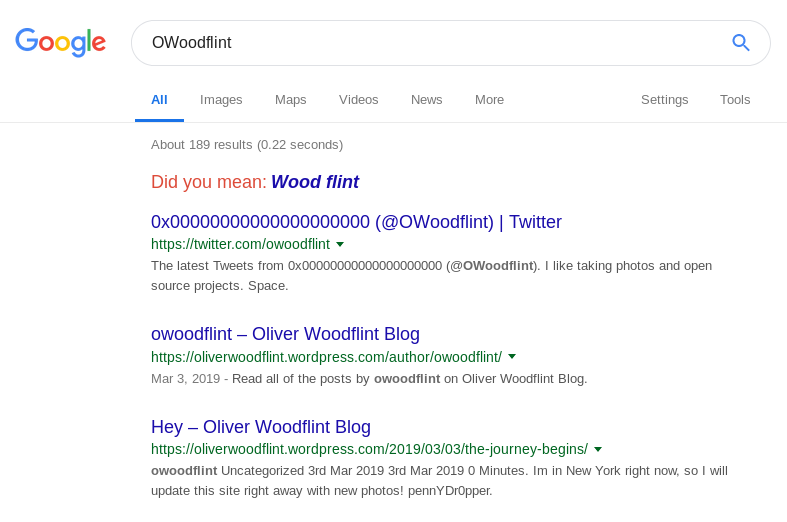 Google
OWoodflint
All Images Maps Videos News More Settings Tools
About 189 results (0.22 seconds)
Did you mean: Wood flint
0x00000000000000000000 (@OWoodflint) | Twitter
https://twitter.com/owoodflint
The latest Tweets from 0x00000000000000000000 (@OWoodflint). I like taking photos and open
source projects. Space.
owoodflint – Oliver Woodflint Blog
https://oliverwoodflint.wordpress.com/author/owoodflint/
Mar 3, 2019 - Read all of the posts by owoodflint on Oliver Woodflint Blog.
Hey – Oliver Woodflint Blog
https://oliverwoodflint.wordpress.com/2019/03/03/the-journey-begins/
owoodflint Uncategorized 3rd Mar 2019 3rd Mar 2019 0 Minutes. Im in New York right now, so I will
update this site right away with new photos! pennYDr0pper.